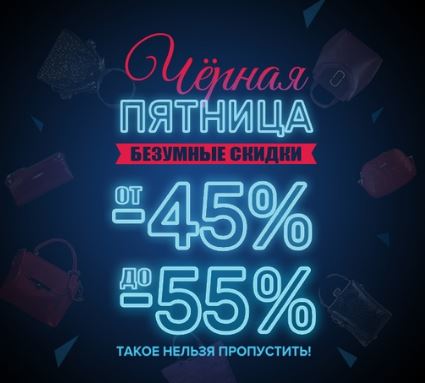 Чёрная
ПЯТНИЦА
БЕЗУМНЫЕ СКИДКИ
ОТ -45%
ДО -55%
ТАКОЕ НЕЛЬЗЯ ПРОПУСТИТЬ!